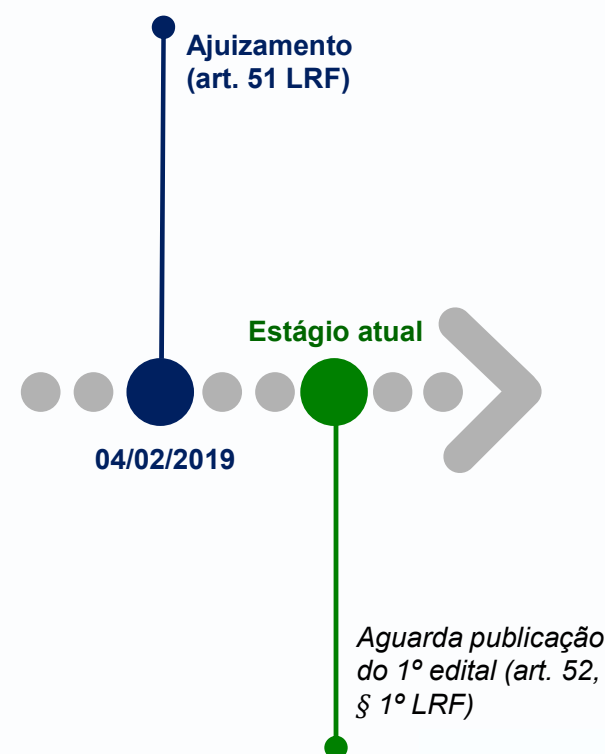 Ajuizamento
(art. 51 LRF)
Estágio atual
04/02/2019
Aguarda publicação
do 1º edital (art. 52,
§ 1º LRF)